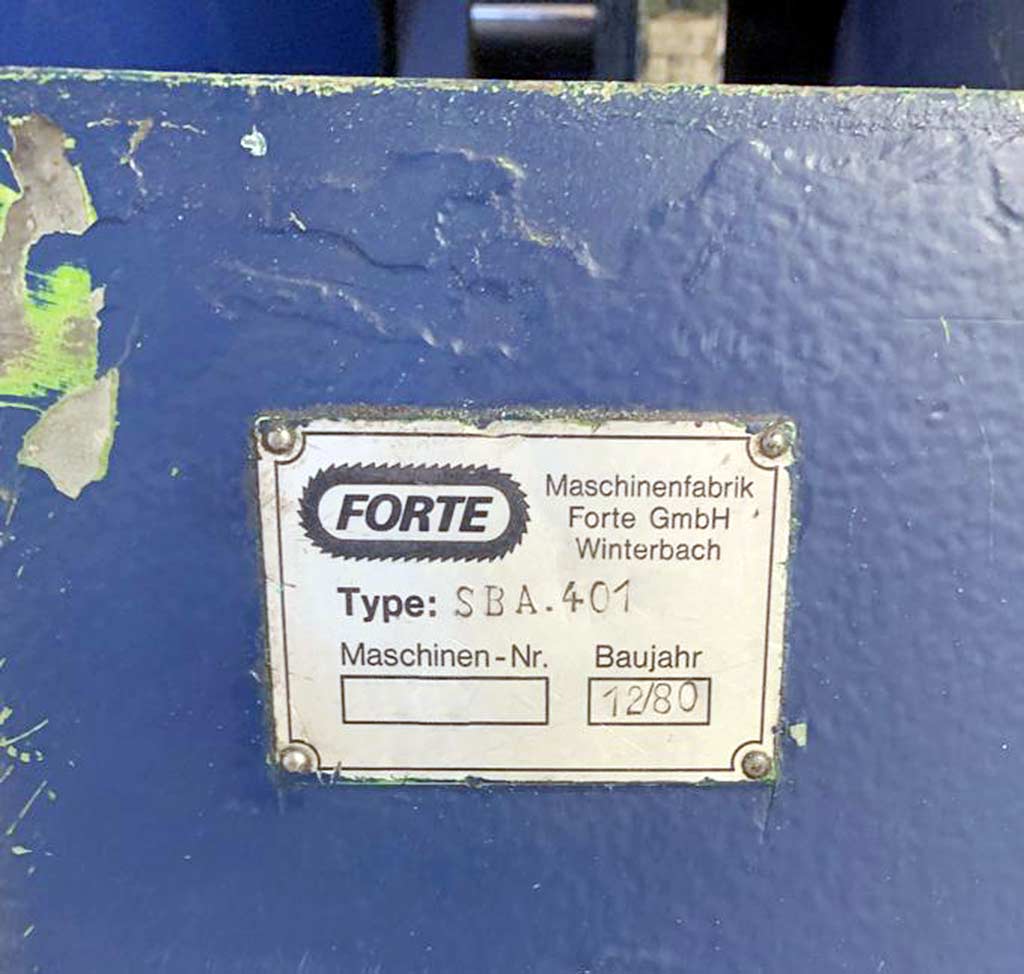 FORTE
Maschinenfabrik
Forte GmbH
Winterbach
Type: SBA.401
Maschinen-Nr. Baujahr
12/80